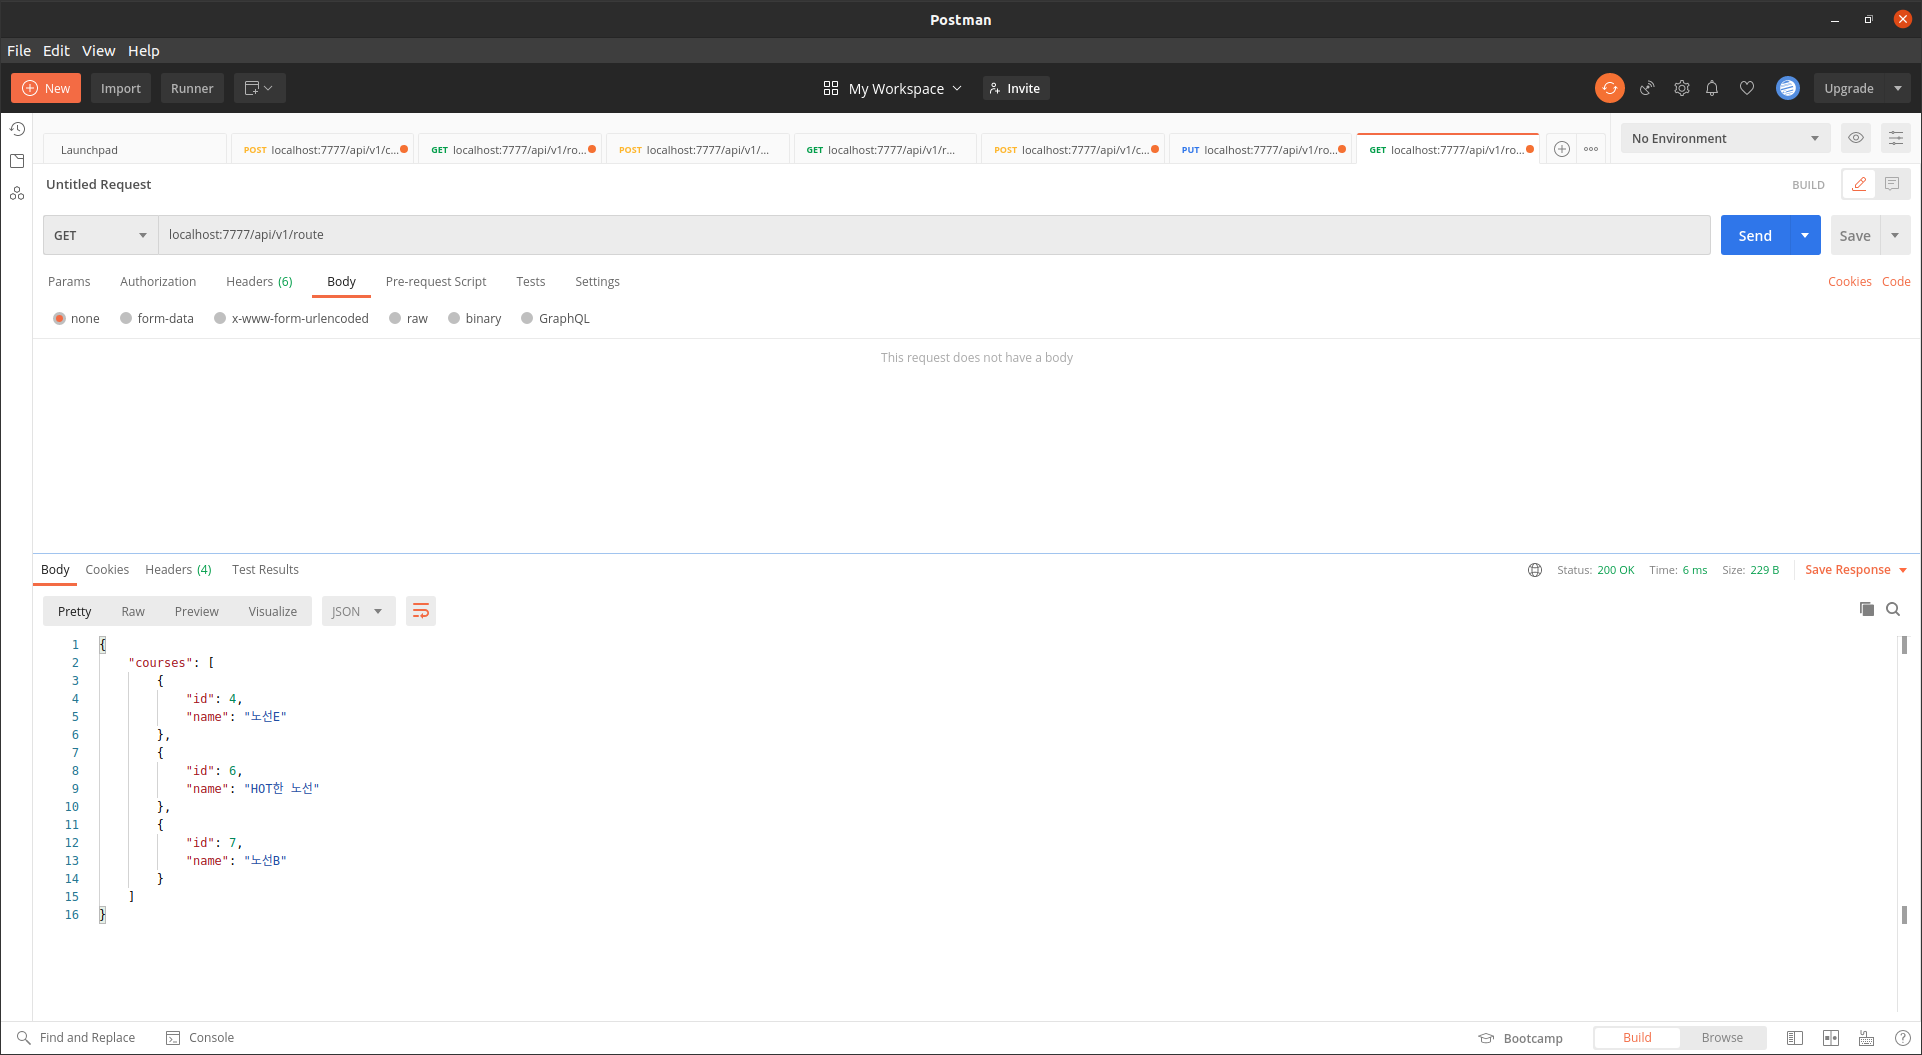 Postman
File Edit View Help
New Import Runner My Workspace Invite Upgrade
Launchpad POST localhost:7777/api/v1/c... GET localhost:7777/api/v1/ro... POST localhost:7777/api/v1/... GET localhost:7777/api/v1/r... POST localhost:7777/api/v1/c... PUT localhost:7777/api/v1/ro... GET localhost:7777/api/v1/ro... No Environment
Untitled Request BUILD
GET localhost:7777/api/v1/route Send Save
Params Authorization Headers (6) Body Pre-request Script Tests Settings Cookies Code
none form-data x-www-form-urlencoded raw binary GraphQL
This request does not have a body
Body Cookies Headers (4) Test Results Status: 200 OK Time: 6 ms Size: 229 B Save Response
Pretty Raw Preview Visualize JSON
1 {
2 "courses": [
3 {
4 "id": 4,
5 "name": "노선E"
6 },
7 {
8 "id": 6,
9 "name": "HOT한 노선"
10 },
11 {
12 "id": 7,
13 "name": "노선B"
14 }
15 ]
16 }
Find and Replace Console Bootcamp Build Browse